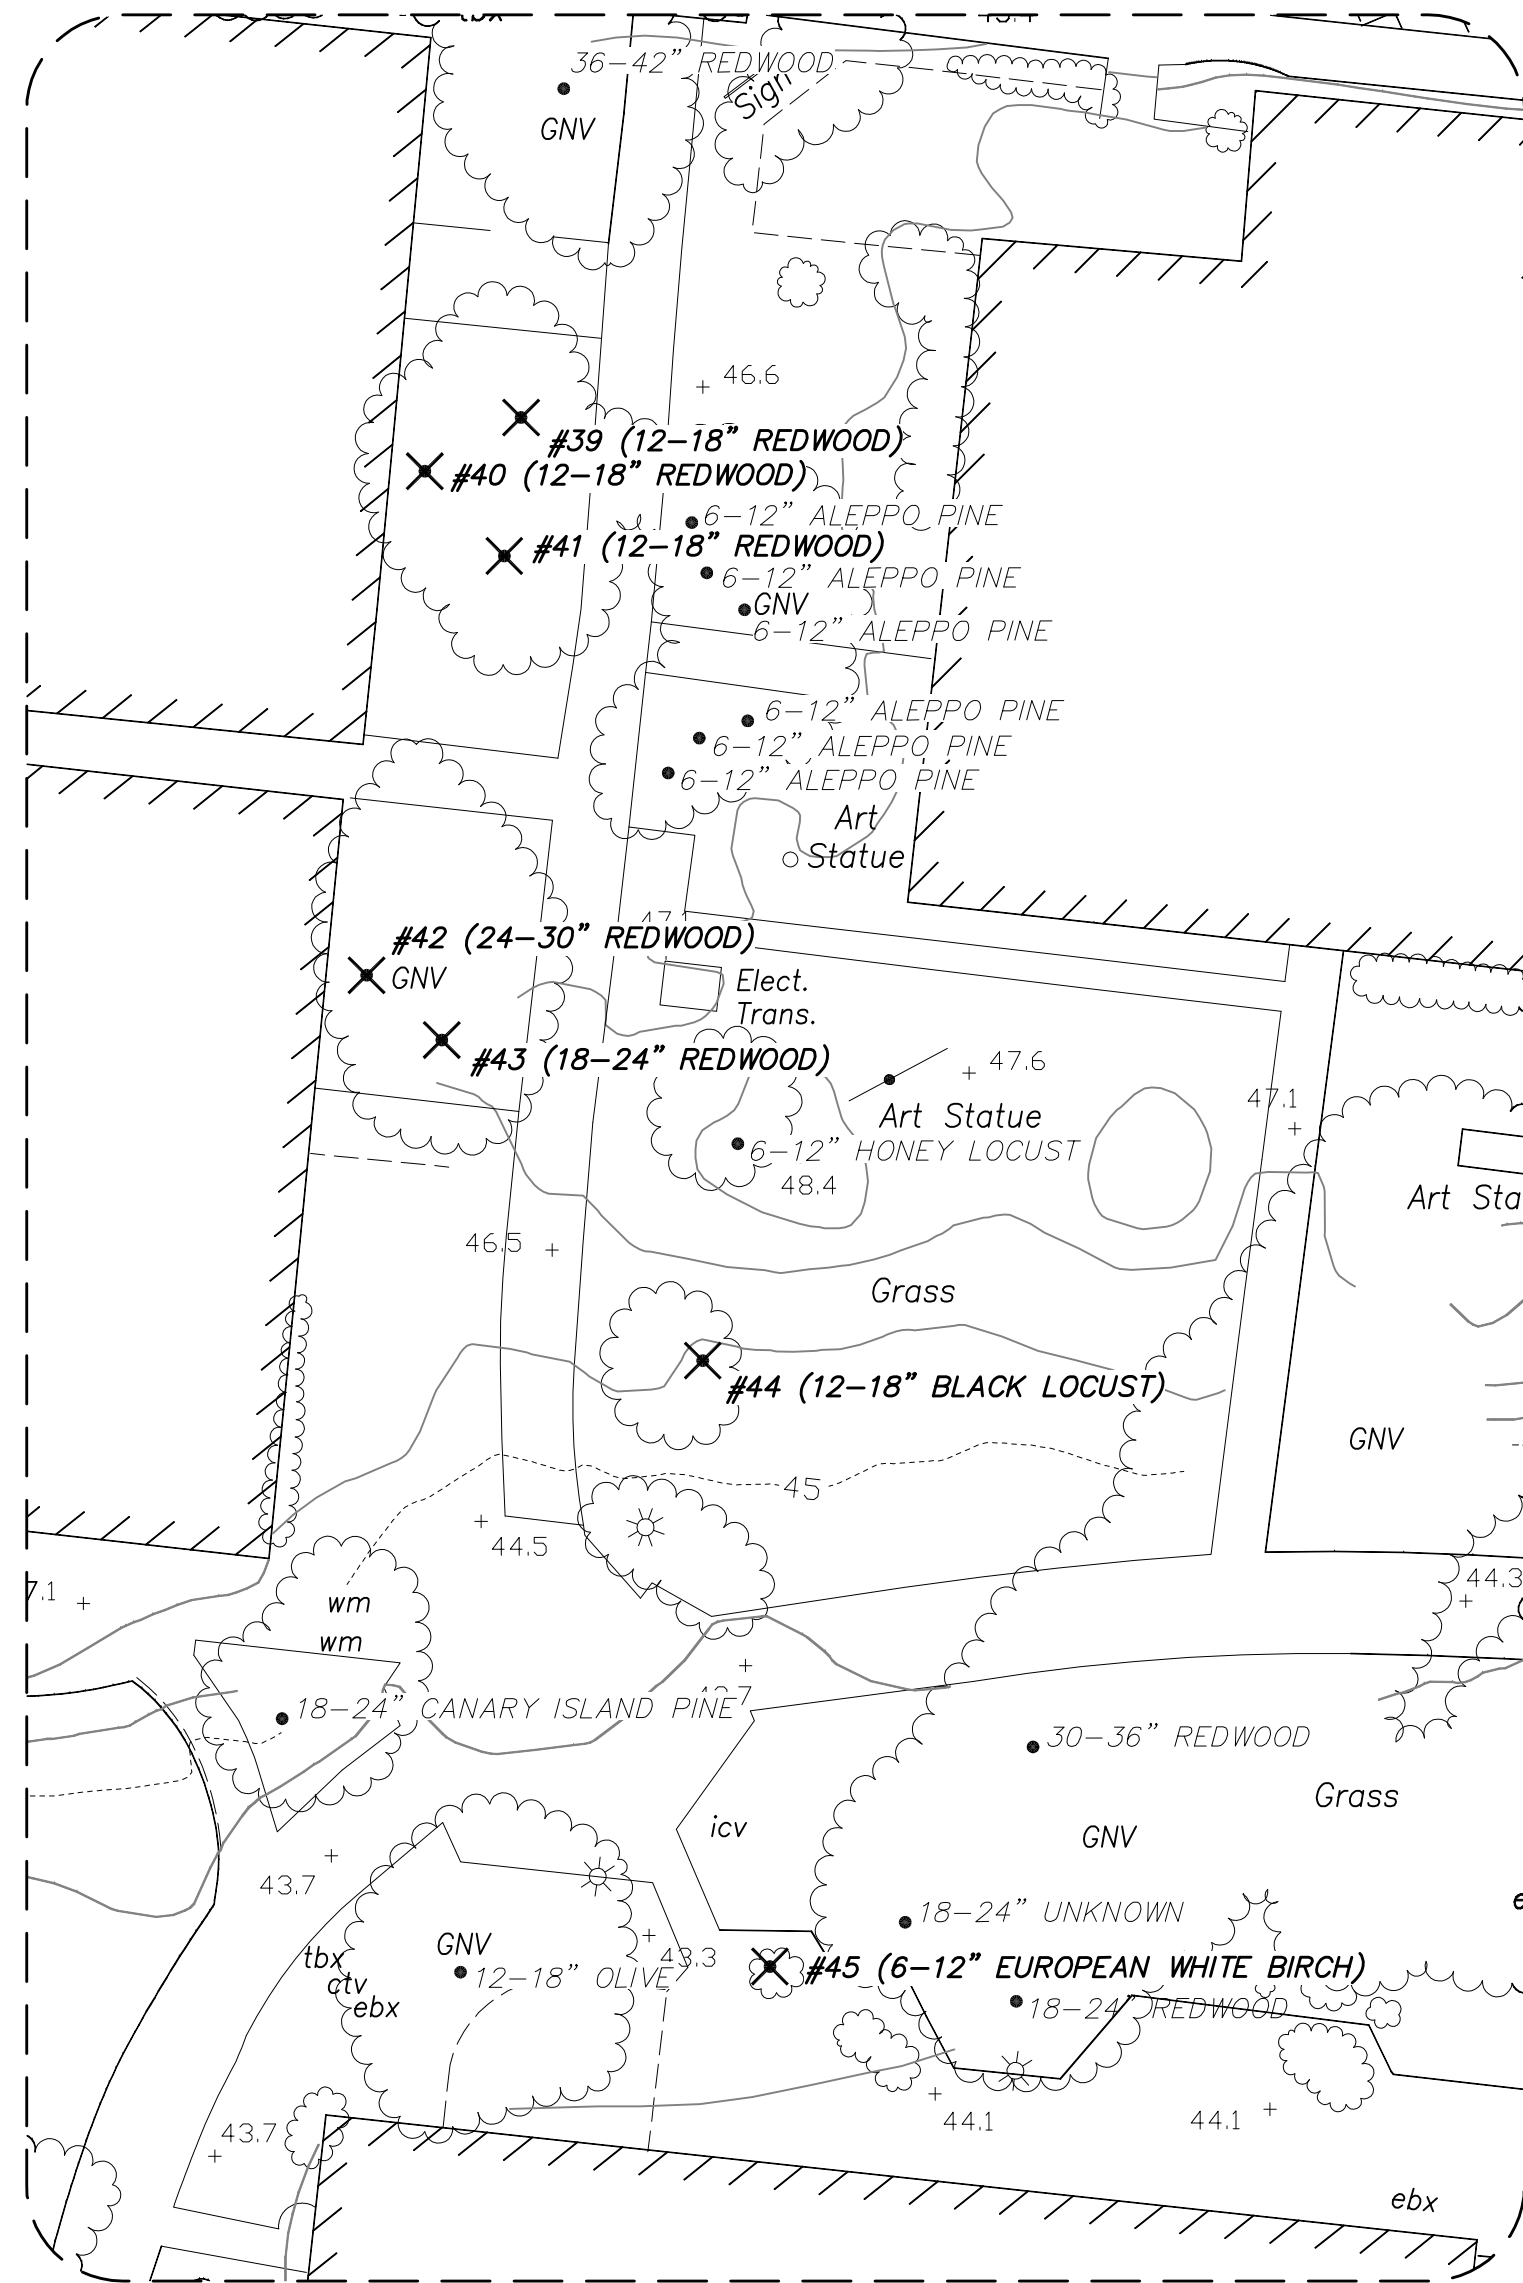 36-42" REDWOOD
Sign
GNV
46.6
#39 (12-18" REDWOOD)
#40 (12-18" REDWOOD)
6-12" ALEPPO PINE
#41 (12-18" REDWOOD)
6-12" ALEPPO PINE
GNV
6-12" ALEPPO PINE
6-12" ALEPPO PINE
6-12" ALEPPO PINE
6-12" ALEPPO PINE
Art
Statue
#42 (24-30" REDWOOD)
GNV
Elect.
Trans.
#43 (18-24" REDWOOD)
47.6
47.1
Art Statue
6-12" HONEY LOCUST
48.4
Art Sta
46.5
Grass
#44 (12-18" BLACK LOCUST)
GNV
45
44.5
44.3
7.1
wm
wm
18-24" CANARY ISLAND PINE
30-36" REDWOOD
Grass
icv
GNV
43.7
18-24" UNKNOWN
GNV
tbx
43.3
#45 (6-12" EUROPEAN WHITE BIRCH)
12-18" OLIVE
ctv
ebx
18-24" REDWOOD
44.1
44.1
43.7
ebx